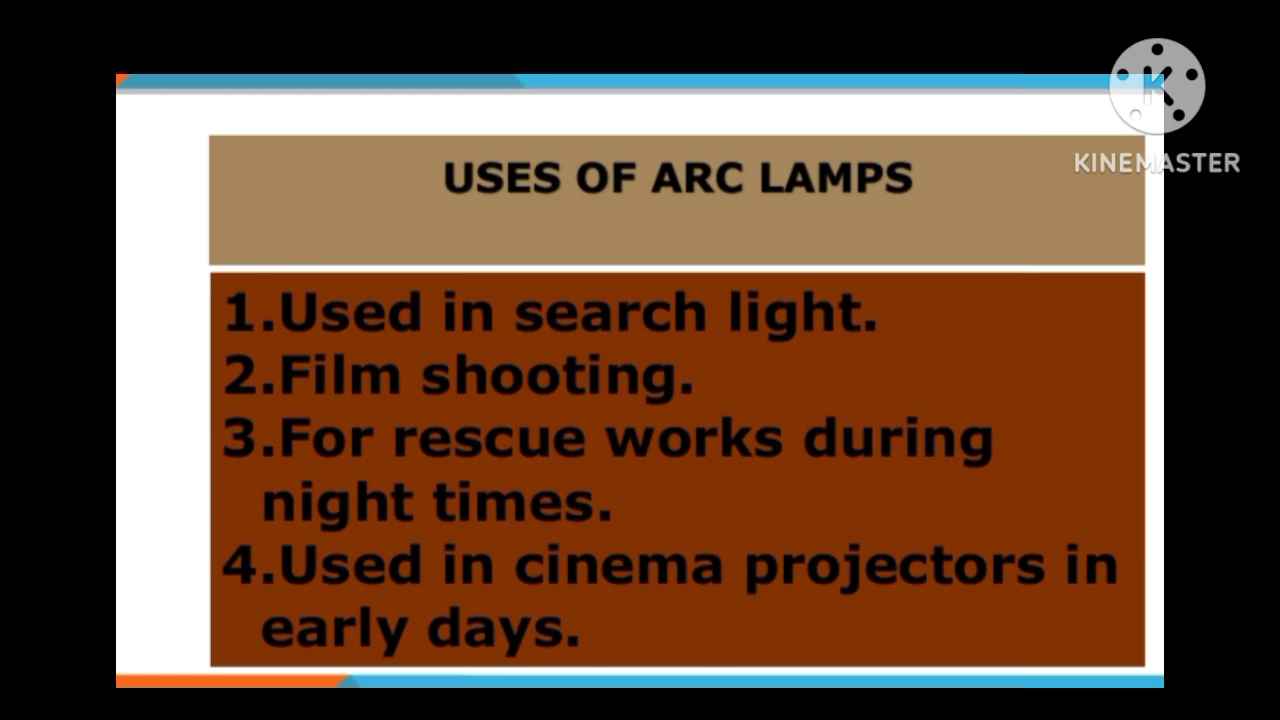 KINEMASTER
USES OF ARC LAMPS
1.Used in search light.
2.Film shooting.
3.For rescue works during
night times.
4.Used in cinema projectors in
early days.